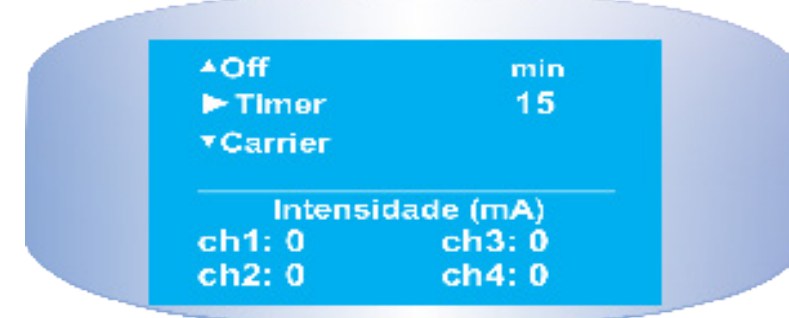 ▲Off min
►Timer 15
▼Carrier
Intensidade (mA)
ch1: 0 ch3: 0
ch2: 0 ch4: 0